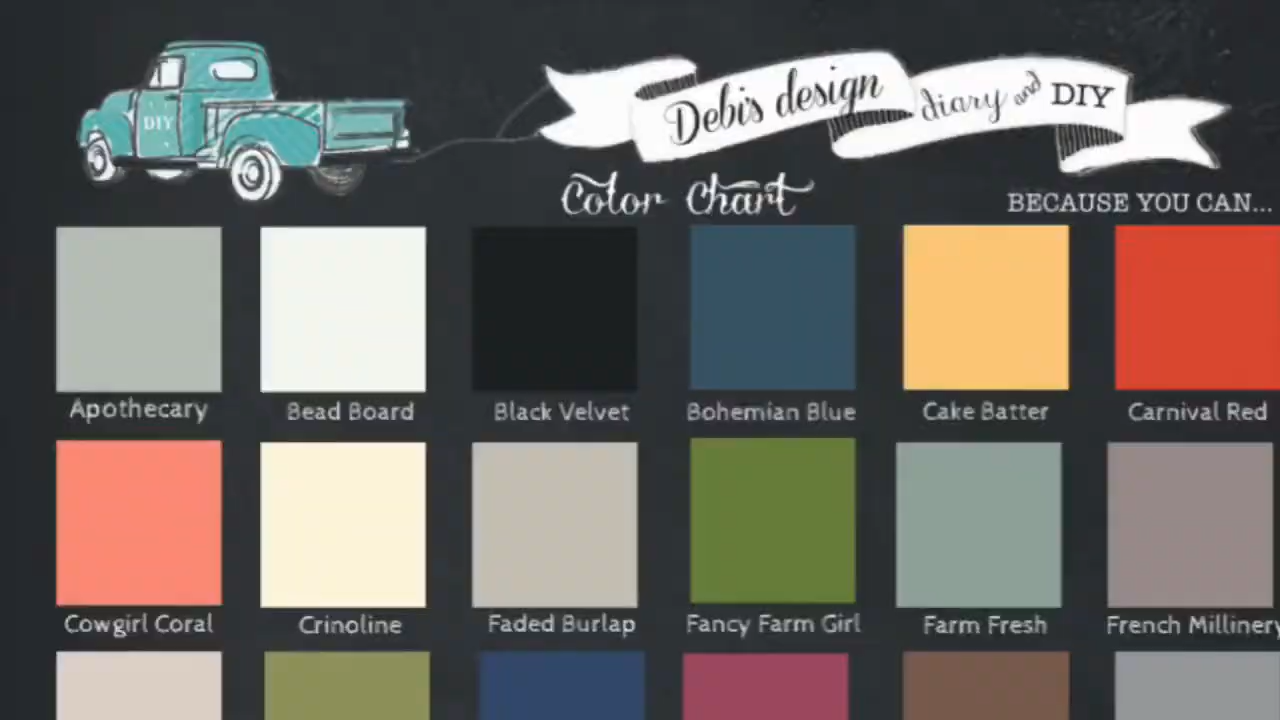 DIY
Debi's design diary and DIY
Color Chart
BECAUSE YOU CAN...
Apothecary Bead Board Black Velvet Bohemian Blue Cake Batter Carnival Red
Cowgirl Coral Crinoline Faded Burlap Fancy Farm Girl Farm Fresh French Millinery